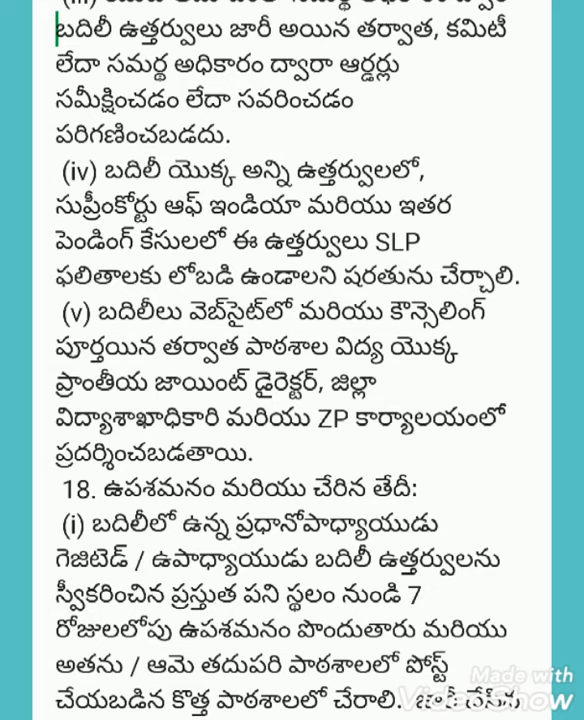 బదిలీ ఉత్తర్వులు జారీ అయిన తర్వాత, కమిటీ
లేదా సమర్థ అధికారం ద్వారా ఆర్డర్లు
సమీక్షించడం లేదా సవరించడం
పరిగణించబడదు.
(iv) బదిలీ యొక్క అన్ని ఉత్తర్వులలో,
సుప్రీంకోర్టు ఆఫ్ ఇండియా మరియు ఇతర
పెండింగ్ కేసులలో ఈ ఉత్తర్వులు SLP
ఫలితాలకు లోబడి ఉండాలని షరతును చేర్చాలి.
(v) బదిలీలు వెబ్‌సైట్‌లో మరియు కౌన్సెలింగ్
పూర్తయిన తర్వాత పాఠశాల విద్య యొక్క
ప్రాంతీయ జాయింట్ డైరెక్టర్, జిల్లా
విద్యాశాఖాధికారి మరియు ZP కార్యాలయంలో
ప్రదర్శించబడతాయి.
18. ఉపశమనం మరియు చేరిన తేదీ:
(i) బదిలీలో ఉన్న ప్రధానోపాధ్యాయుడు
గెజిటెడ్ / ఉపాధ్యాయుడు బదిలీ ఉత్తర్వులను
స్వీకరించిన ప్రస్తుత పని స్థలం నుండి 7
రోజులలోపు ఉపశమనం పొందుతారు మరియు
అతను / ఆమె తదుపరి పాఠశాలలో పోస్ట్
చేయబడిన కొత్త పాఠశాలలో చేరాలి.
Made with
VideoShow